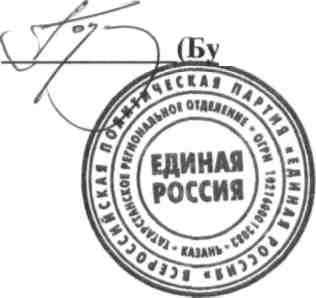 (Бу
ВСЕРОССИЙСКАЯ ПОЛИТИЧЕСКАЯ ПАРТИЯ «ЕДИНАЯ РОССИЯ»
ТАТАРСТАНСКОЕ РЕГИОНАЛЬНОЕ ОТДЕЛЕНИЕ * ОГРН
* КАЗАНЬ *
ЕДИНАЯ
РОССИЯ